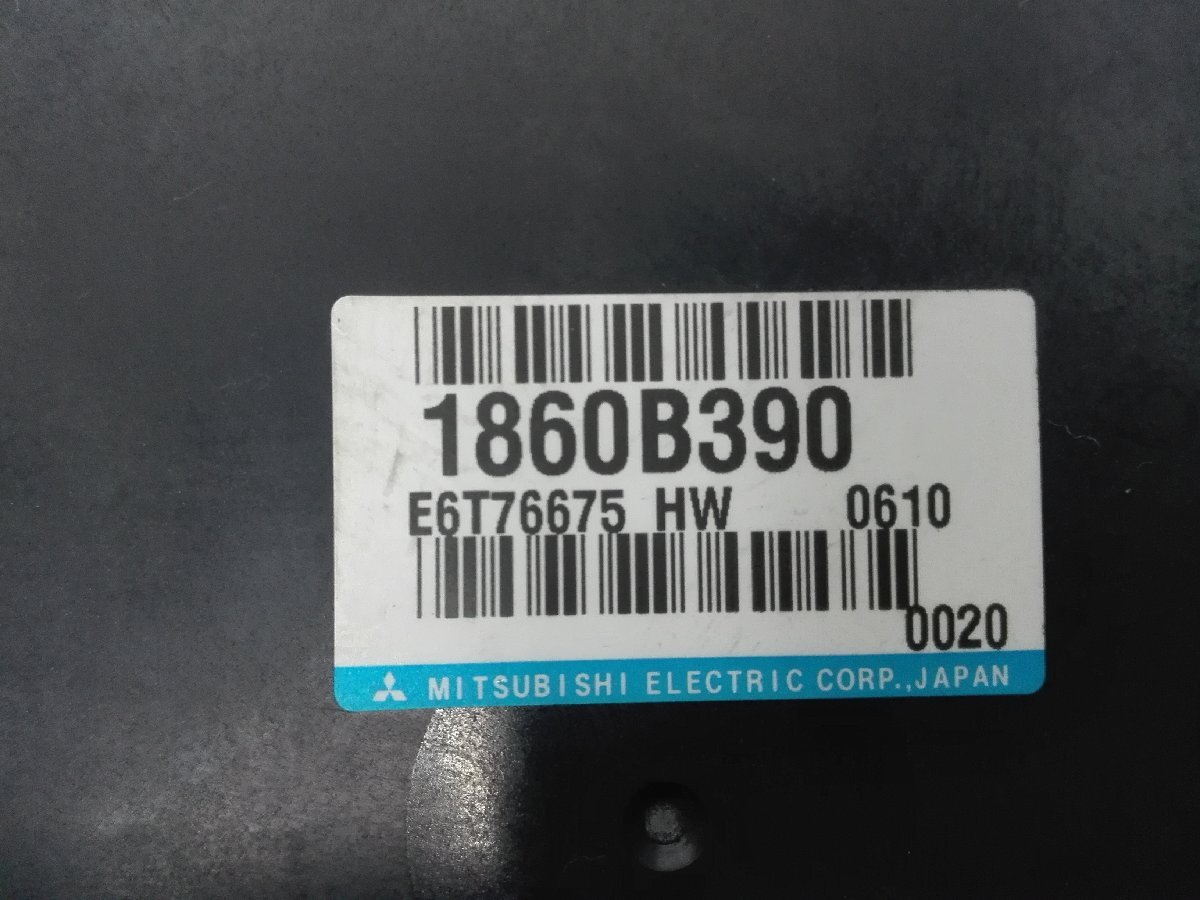 1860B390
E6T76675 HW 0610
0020
MITSUBISHI ELECTRIC CORP.,JAPAN